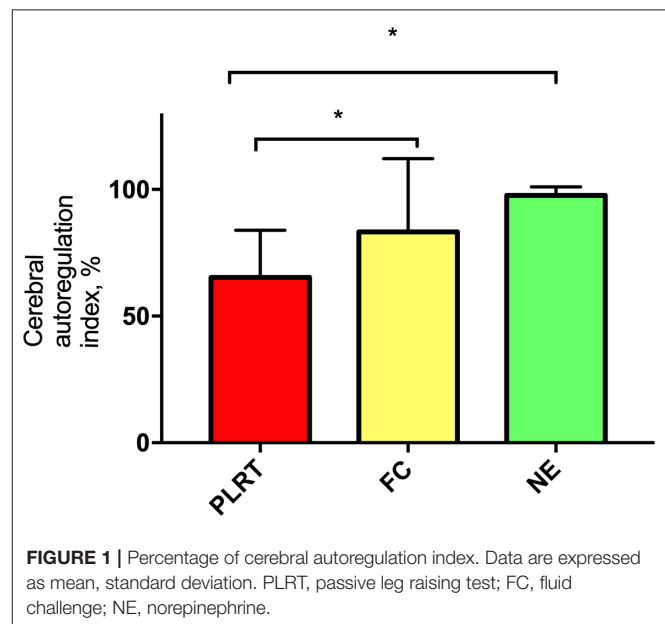 *
*
Cerebral
autoregulation
index, %
100
50
0
PLRT
FC
NE
FIGURE 1 | Percentage of cerebral autoregulation index. Data are expressed
as mean, standard deviation. PLRT, passive leg raising test; FC, fluid
challenge; NE, norepinephrine.